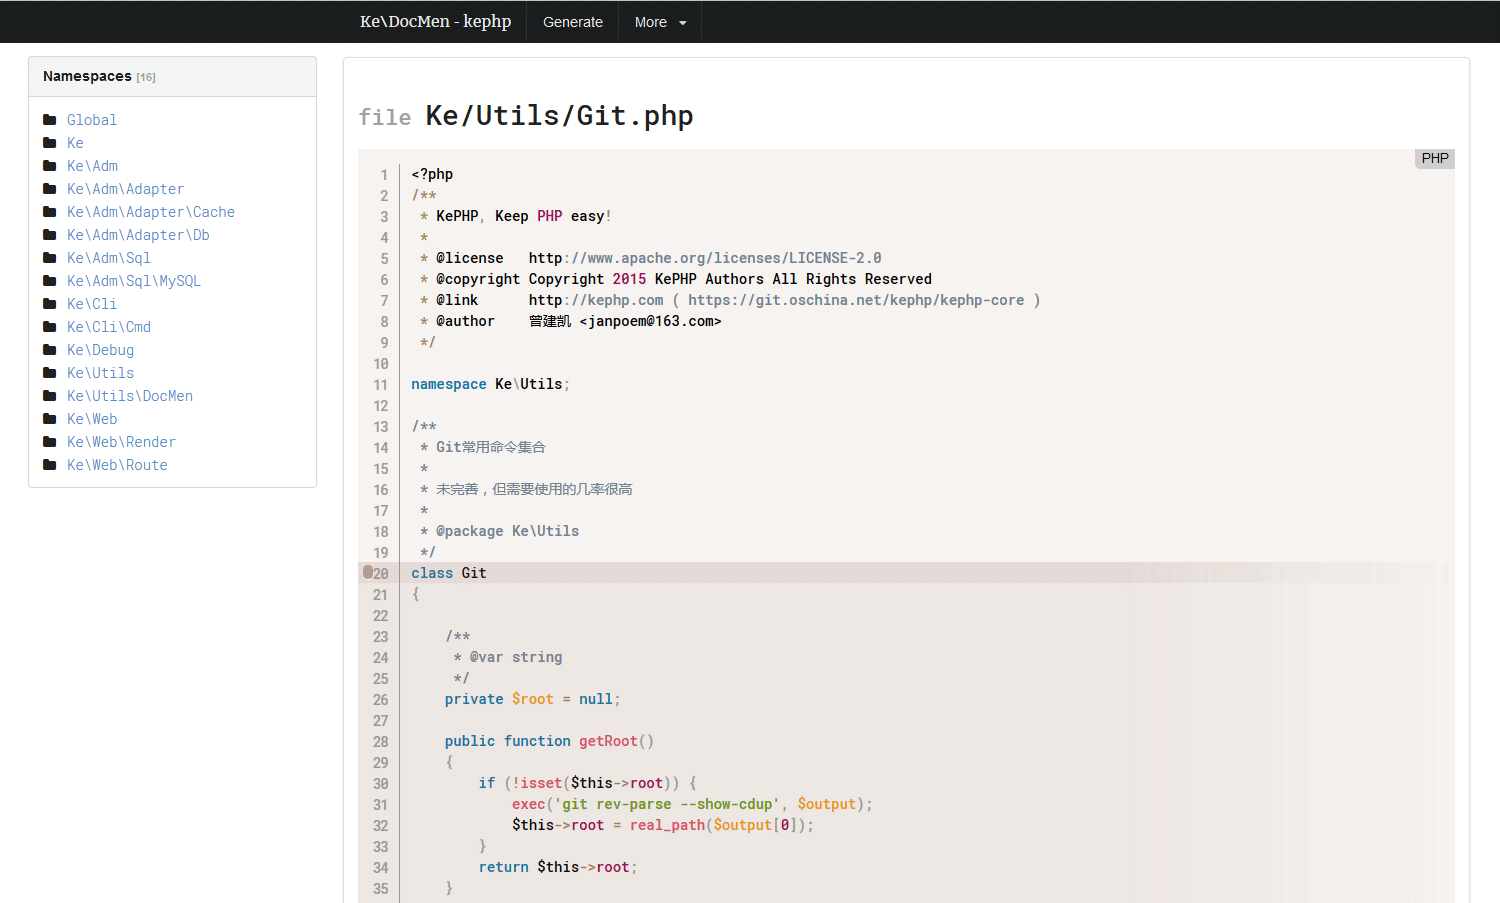 Ke\DocMen - kephp Generate More
Namespaces [16]
Global
Ke
Ke\Adm
Ke\Adm\Adapter
Ke\Adm\Adapter\Cache
Ke\Adm\Adapter\Db
Ke\Adm\Sql
Ke\Adm\Sql\MySQL
Ke\Cli
Ke\Cli\Cmd
Ke\Debug
Ke\Utils
Ke\Utils\DocMen
Ke\Web
Ke\Web\Render
Ke\Web\Route
file Ke/Utils/Git.php
PHP
1 <?php
2 /**
3  * KePHP, Keep PHP easy!
4  *
5  * @license   http://www.apache.org/licenses/LICENSE-2.0
6  * @copyright Copyright 2015 KePHP Authors All Rights Reserved
7  * @link      http://kephp.com ( https://git.oschina.net/kephp/kephp-core )
8  * @author    曾建凯 <janpoem@163.com>
9  */
10
11 namespace Ke\Utils;
12
13 /**
14  * Git常用命令集合
15  *
16  * 未完善，但需要使用的几率很高
17  *
18  * @package Ke\Utils
19  */
20 class Git
21 {
22
23     /**
24      * @var string
25      */
26     private $root = null;
27
28     public function getRoot()
29     {
30         if (!isset($this->root)) {
31             exec('git rev-parse --show-cdup', $output);
32             $this->root = real_path($output[0]);
33         }
34         return $this->root;
35     }